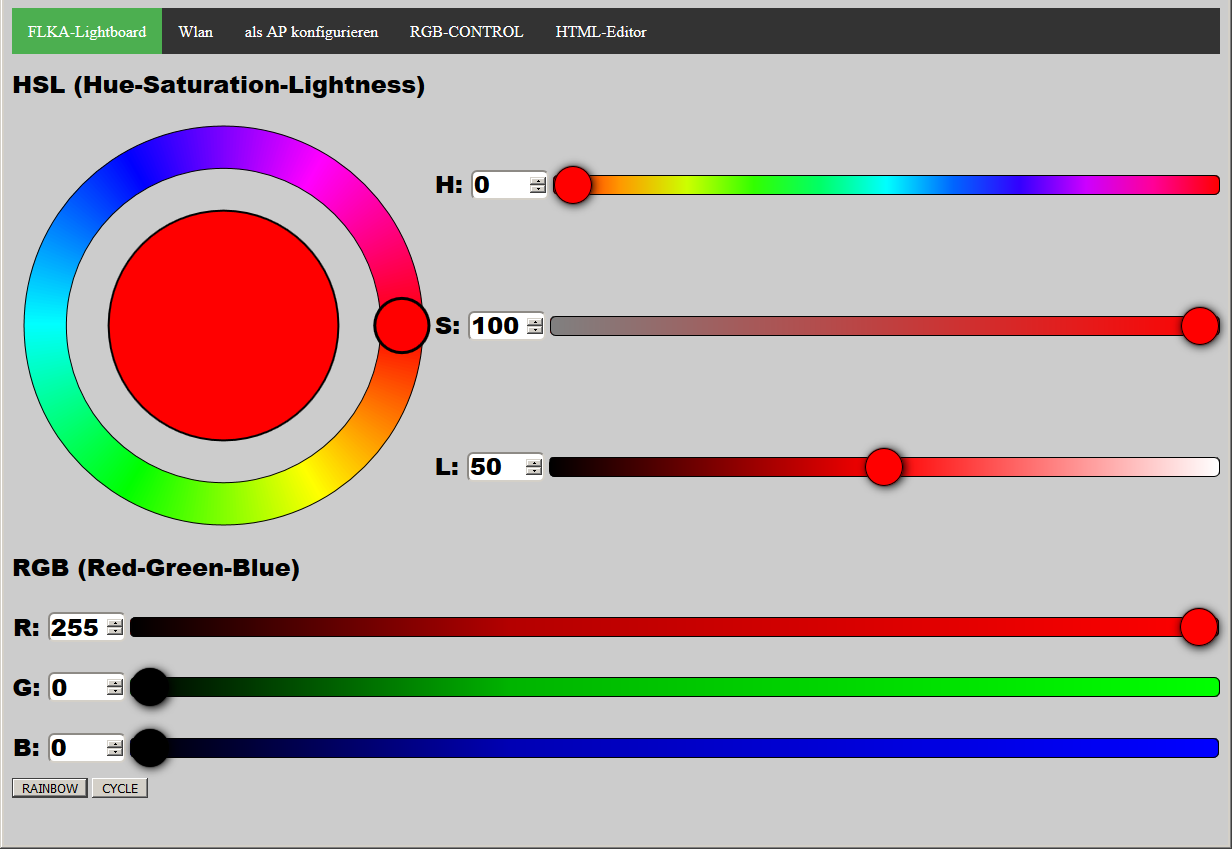 FLKA-Lightboard Wlan als AP konfigurieren RGB-CONTROL HTML-Editor
HSL (Hue-Saturation-Lightness)
H: 0
S: 100
L: 50
RGB (Red-Green-Blue)
R: 255
G: 0
B: 0
RAINBOW CYCLE